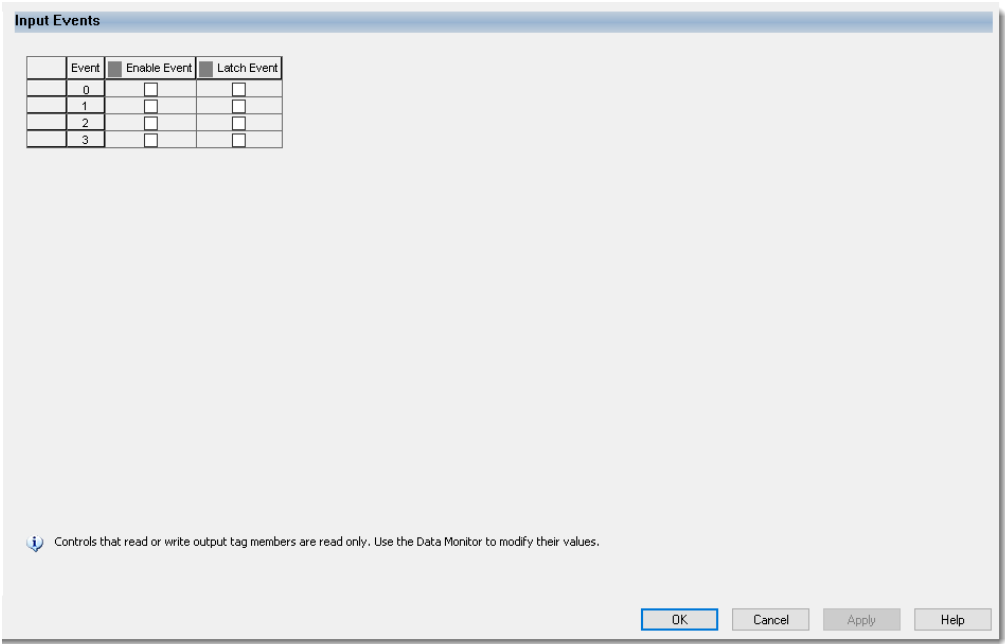 Input Events
Event Enable Event Latch Event
0
1
2
3
Controls that read or write output tag members are read only. Use the Data Monitor to modify their values.
OK Cancel Apply Help